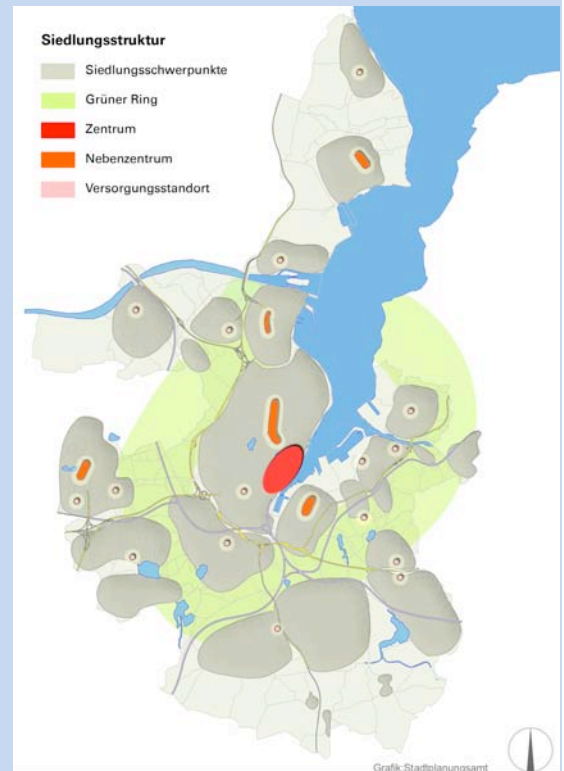 Siedlungsstruktur
Siedlungsschwerpunkte
Grüner Ring
Zentrum
Nebenzentrum
Versorgungsstandort
Grafik:Stadtplanungsamt